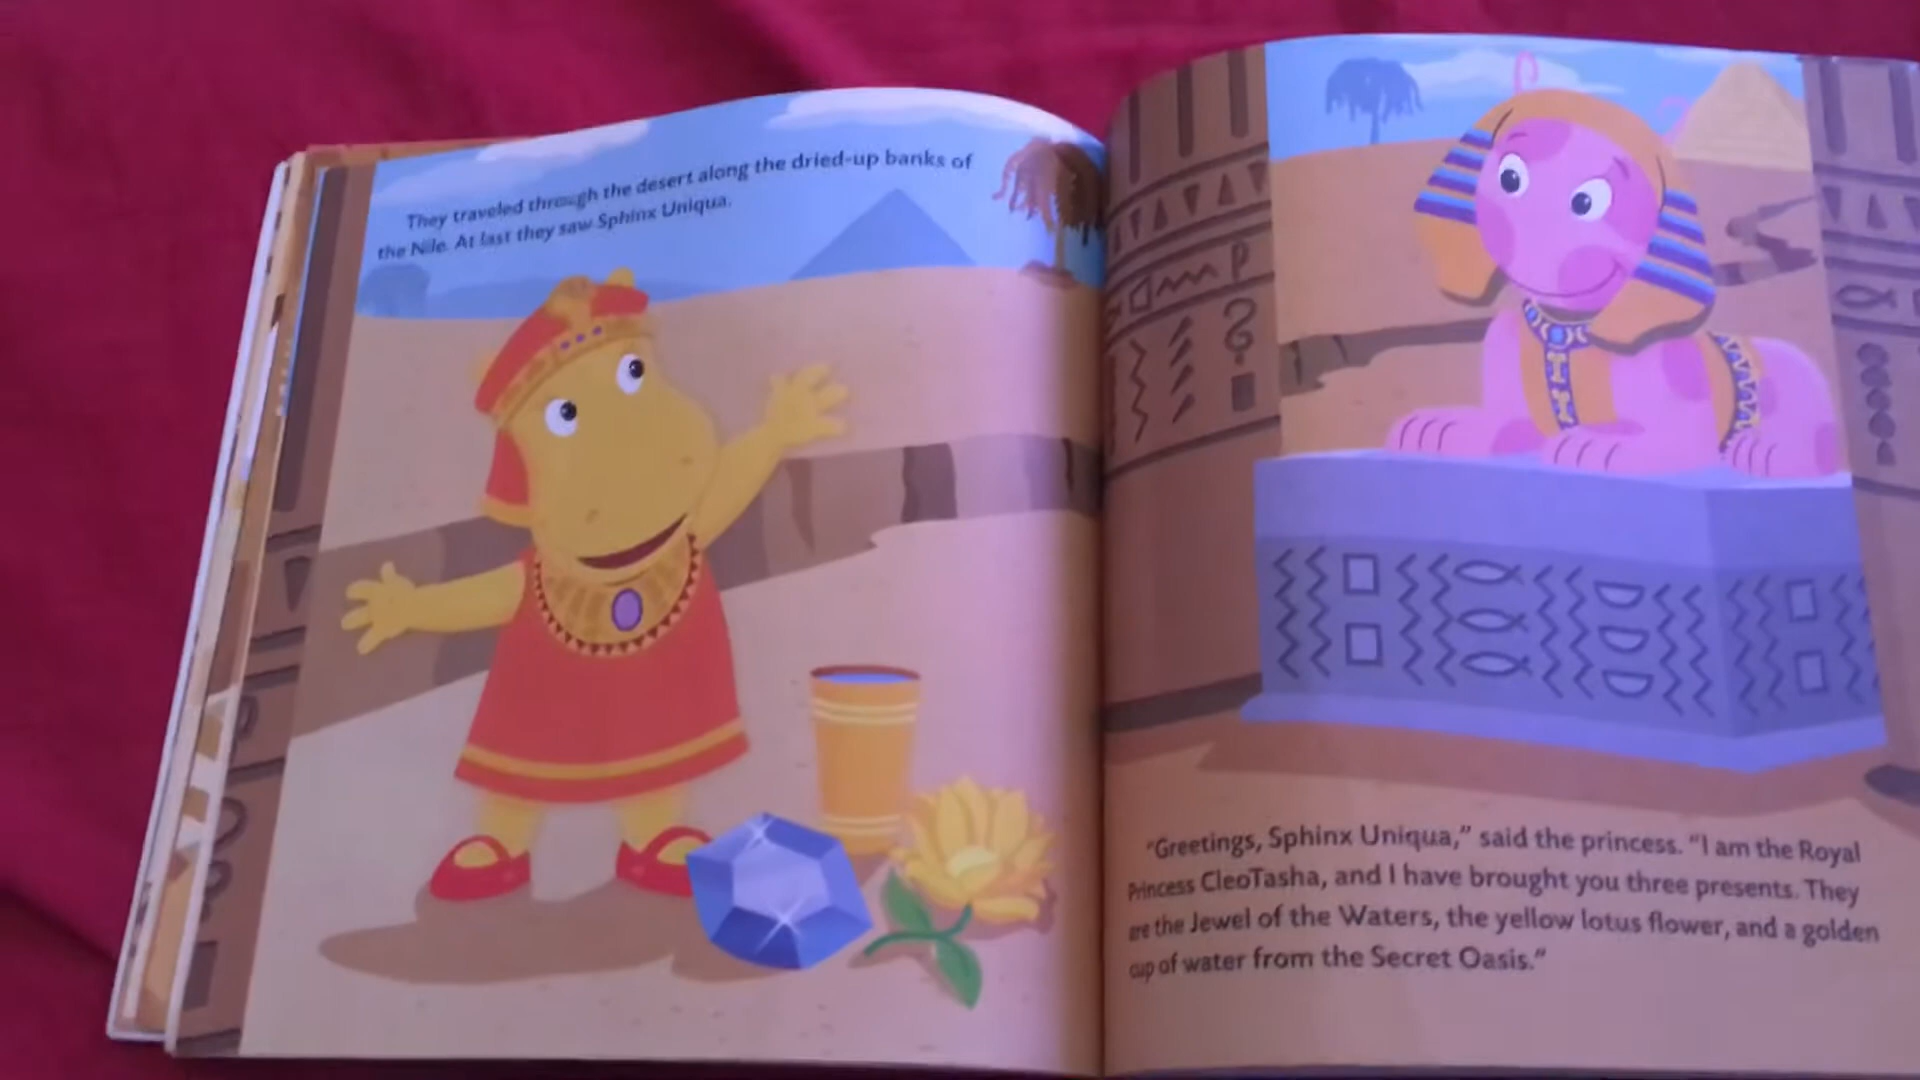 They traveled through the desert along the dried-up banks of
the Nile. At last they saw Sphinx Uniqua.
"Greetings, Sphinx Uniqua," said the princess. "I am the Royal
Princess CleoTasha, and I have brought you three presents. They
are the Jewel of the Waters, the yellow lotus flower, and a golden
cup of water from the Secret Oasis."